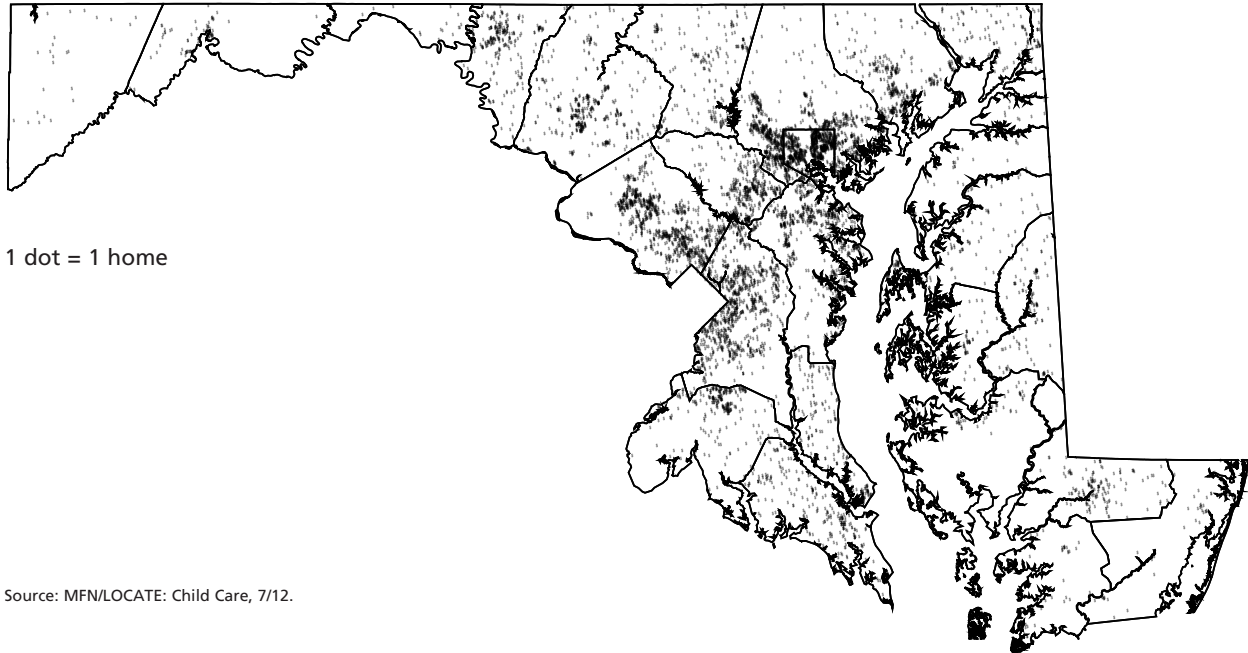 1 dot = 1 home
Source: MFN/LOCATE: Child Care, 7/12.